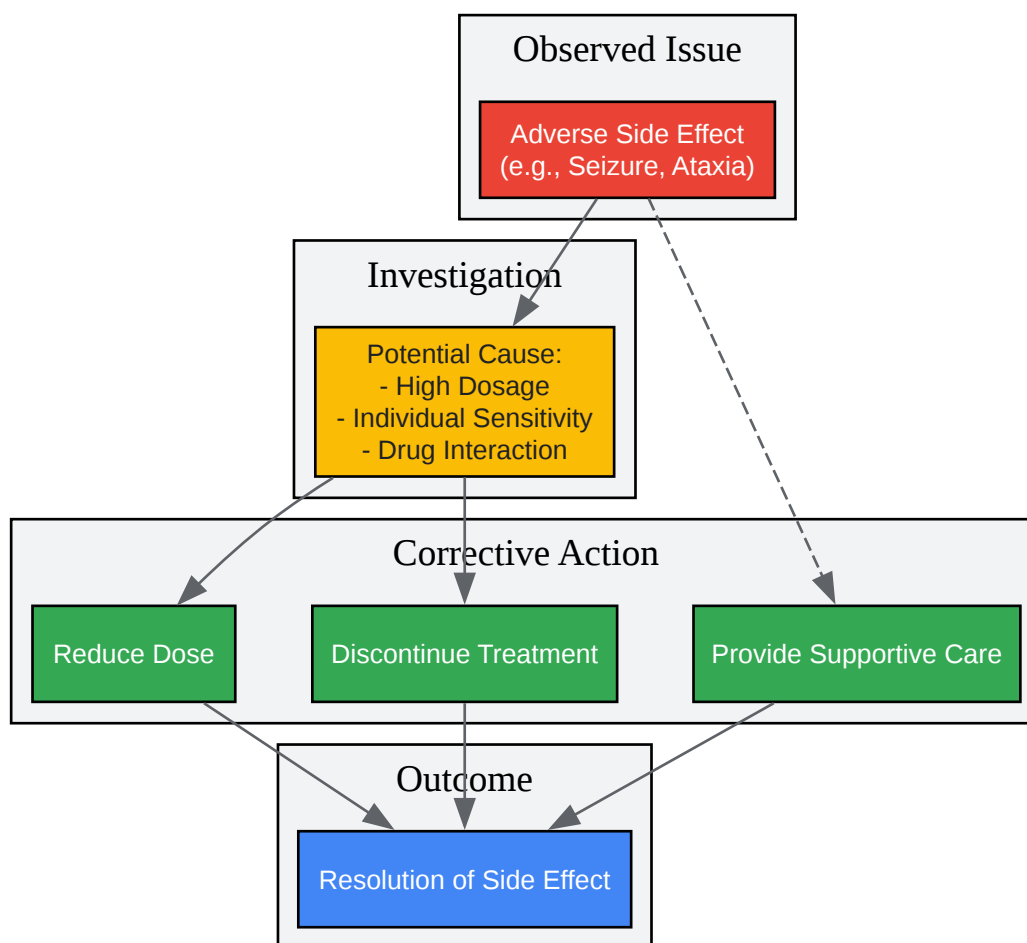 Observed Issue
Adverse Side Effect
(e.g., Seizure, Ataxia)
Investigation
Potential Cause:
- High Dosage
- Individual Sensitivity
- Drug Interaction
Corrective Action
Reduce Dose
Discontinue Treatment
Provide Supportive Care
Outcome
Resolution of Side Effect